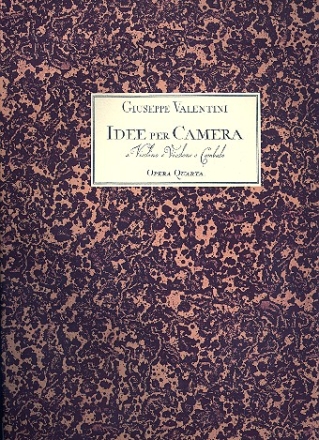 Giuseppe Valentini
Idee per Camera
a Violino e Violone o Cembalo
Opera Quarta